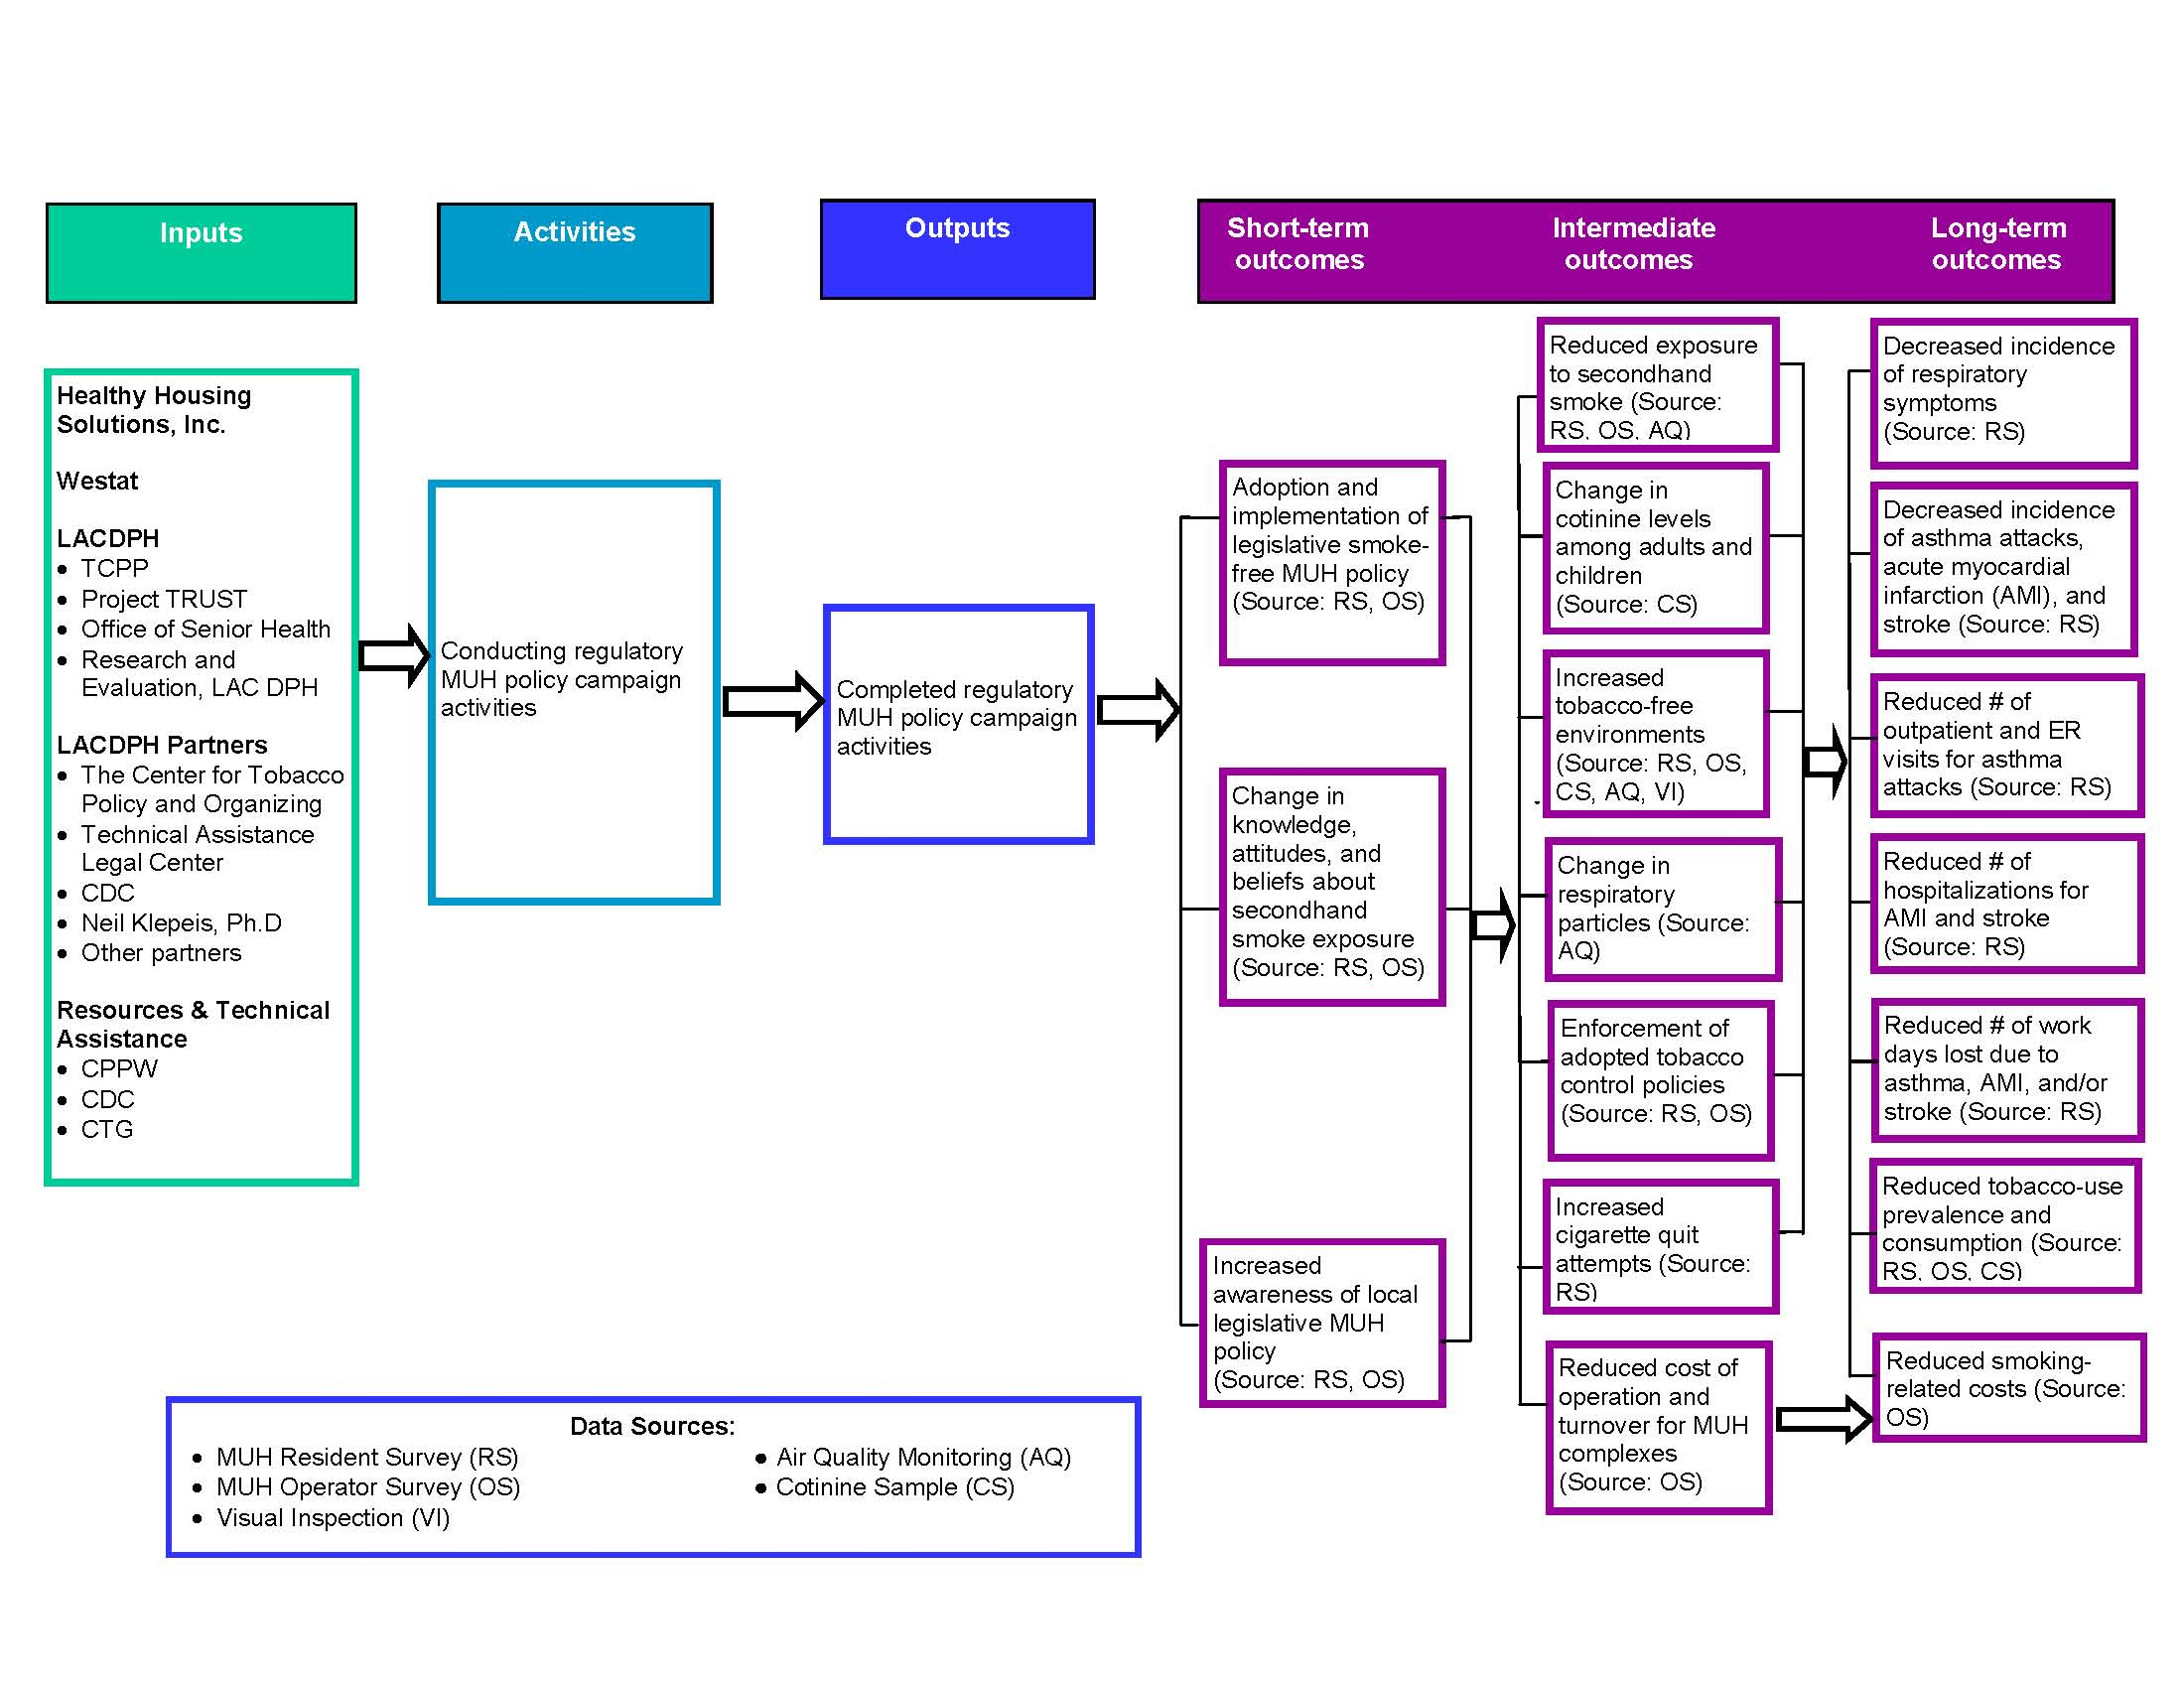 Inputs
Activities
Outputs
Short-term
outcomes
Intermediate
outcomes
Long-term
outcomes
Healthy Housing
Solutions, Inc.
Westat
LACDPH
• TCPP
• Project TRUST
• Office of Senior Health
• Research and
Evaluation, LAC DPH
LACDPH Partners
• The Center for Tobacco
Policy and Organizing
• Technical Assistance
Legal Center
• CDC
• Neil Klepeis, Ph.D
• Other partners
Resources & Technical
Assistance
• CPPW
• CDC
• CTG
Conducting regulatory
MUH policy campaign
activities
Completed regulatory
MUH policy campaign
activities
Adoption and
implementation of
legislative smoke-
free MUH policy
(Source: RS, OS)
Change in
knowledge,
attitudes, and
beliefs about
secondhand
smoke exposure
(Source: RS, OS)
Increased
awareness of local
legislative MUH
policy
(Source: RS, OS)
Reduced exposure
to secondhand
smoke (Source:
RS, OS, AQ)
Change in
cotinine levels
among adults and
children
(Source: CS)
Increased
tobacco-free
environments
(Source: RS, OS,
CS, AQ, VI)
Change in
respiratory
particles (Source:
AQ)
Enforcement of
adopted tobacco
control policies
(Source: RS, OS)
Increased
cigarette quit
attempts (Source:
RS)
Reduced cost of
operation and
turnover for MUH
complexes
(Source: OS)
Decreased incidence
of respiratory
symptoms
(Source: RS)
Decreased incidence
of asthma attacks,
acute myocardial
infarction (AMI), and
stroke (Source: RS)
Reduced # of
outpatient and ER
visits for asthma
attacks (Source: RS)
Reduced # of
hospitalizations for
AMI and stroke
(Source: RS)
Reduced # of work
days lost due to
asthma, AMI, and/or
stroke (Source: RS)
Reduced tobacco-use
prevalence and
consumption (Source:
RS, OS, CS)
Reduced smoking-
related costs (Source:
OS)
Data Sources:
• MUH Resident Survey (RS)
• MUH Operator Survey (OS)
• Visual Inspection (VI)
• Air Quality Monitoring (AQ)
• Cotinine Sample (CS)